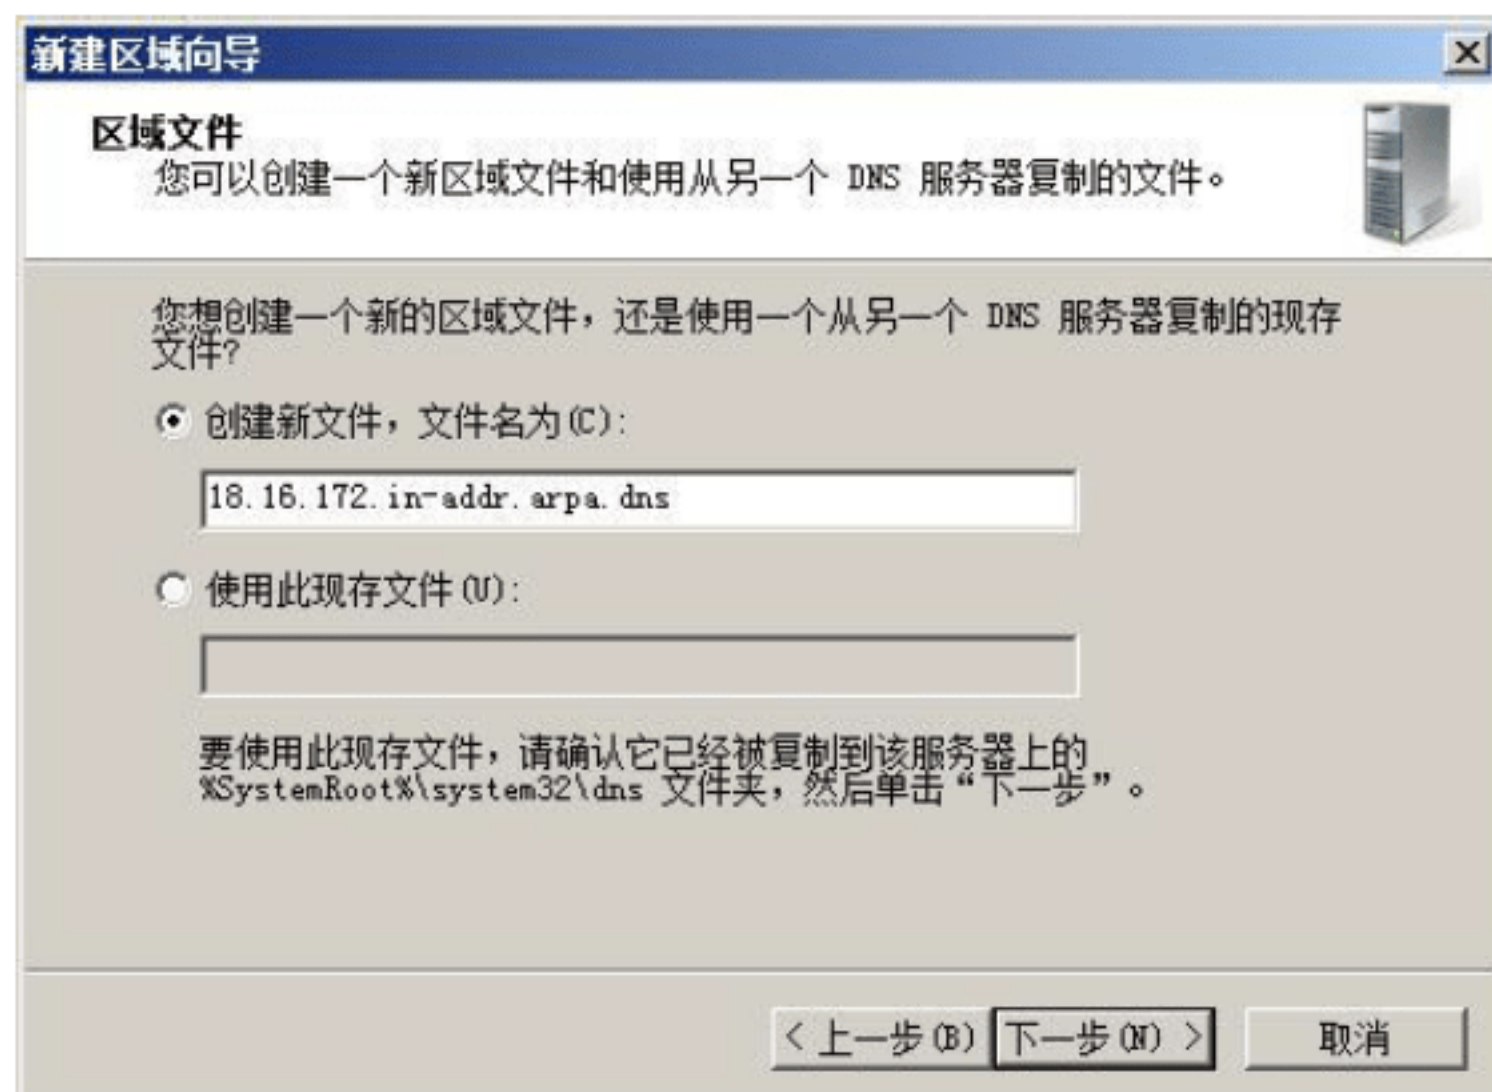 新建区域向导
区域文件
您可以创建一个新区域文件和使用从另一个 DNS 服务器复制的文件。
您想创建一个新的区域文件，还是使用一个从另一个 DNS 服务器复制的现存
文件?
创建新文件，文件名为(C):
18.16.172.in-addr.arpa.dns
使用此现存文件(U):
要使用此现存文件，请确认它已经被复制到该服务器上的
%SystemRoot%\system32\dns 文件夹，然后单击“下一步”。
< 上一步(B) 下一步(N) > 取消